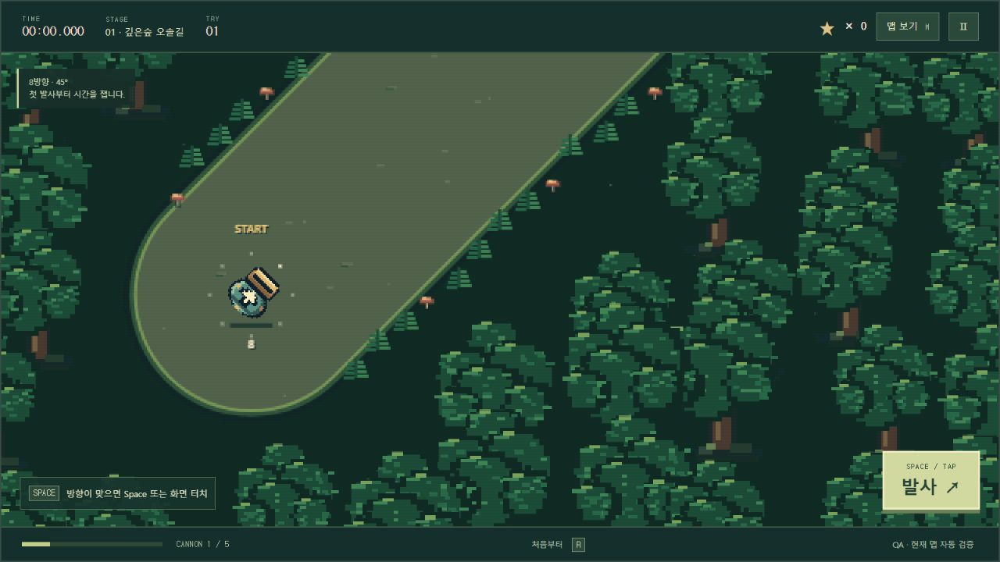 TIME
00:00.000
STAGE
01 · 깊은숲 오솔길
TRY
01
★ × 0
맵 보기 M
II
8방향 · 45°
첫 발사부터 시간을 잽니다.
START
8
SPACE 방향이 맞으면 Space 또는 화면 터치
SPACE / TAP
발사 ↗
CANNON 1 / 5
처음부터 R
QA · 현재 맵 자동 검증